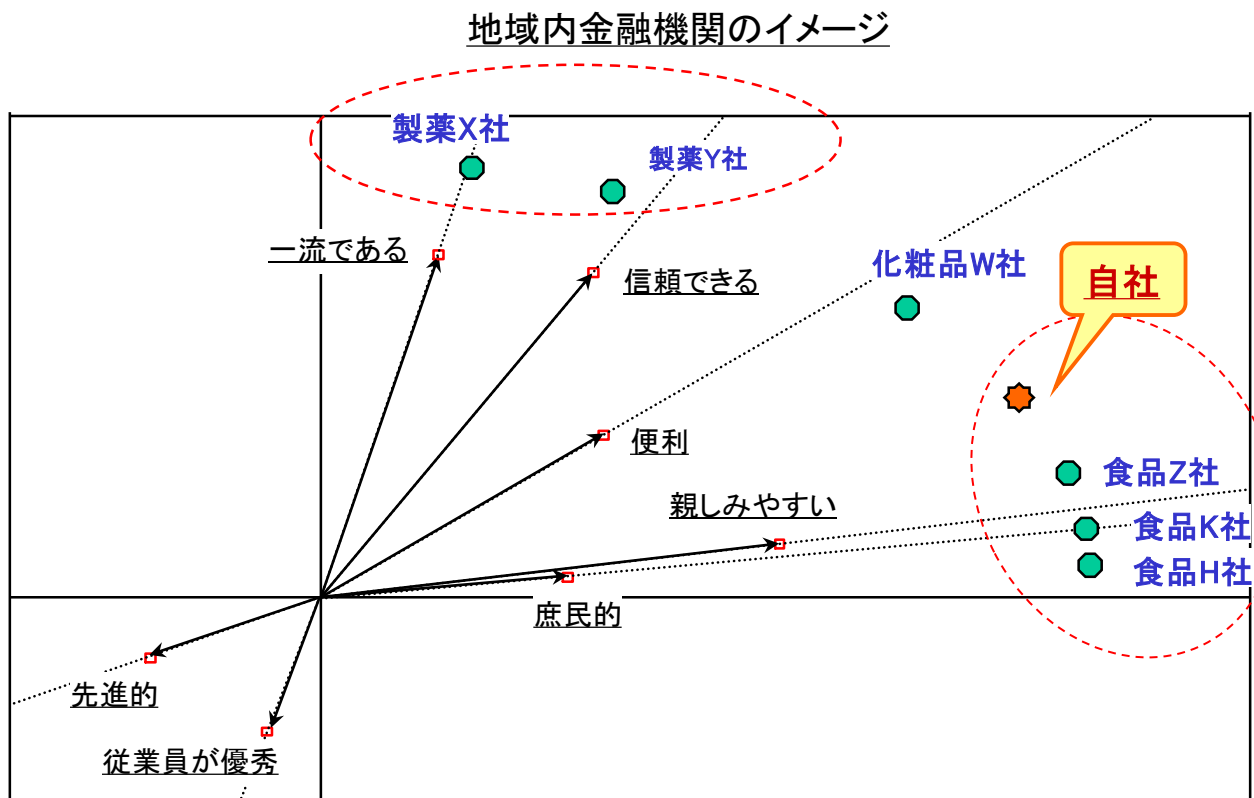 地域内金融機関のイメージ
製薬X社
製薬Y社
一流である
信頼できる
化粧品W社
自社
便利
食品Z社
親しみやすい
食品K社
食品H社
庶民的
先進的
従業員が優秀